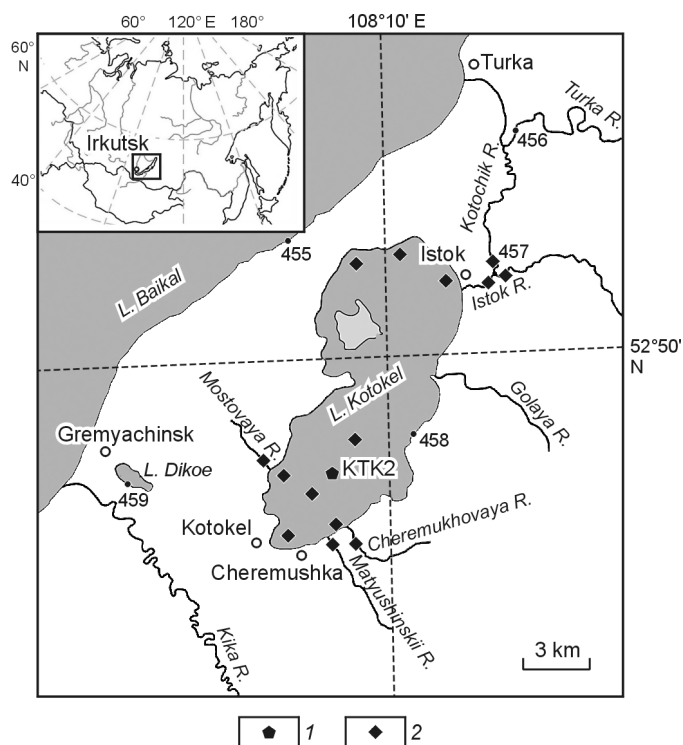 60° 120° E 180°
108°10' E
60°
N
40°
Irkutsk
Turka
Turka R.
456
Kotochik R.
455
457
Istok
Istok R.
L. Baikal
52°50'
N
L. Kotokel
Mostovaya R.
Golaya R.
Gremyachinsk
458
L. Dikoe
KTK2
459
Kotokel
Cheremukhovaya R.
Cheremushka
Matyushinskii R.
Kika R.
3 km
1 2